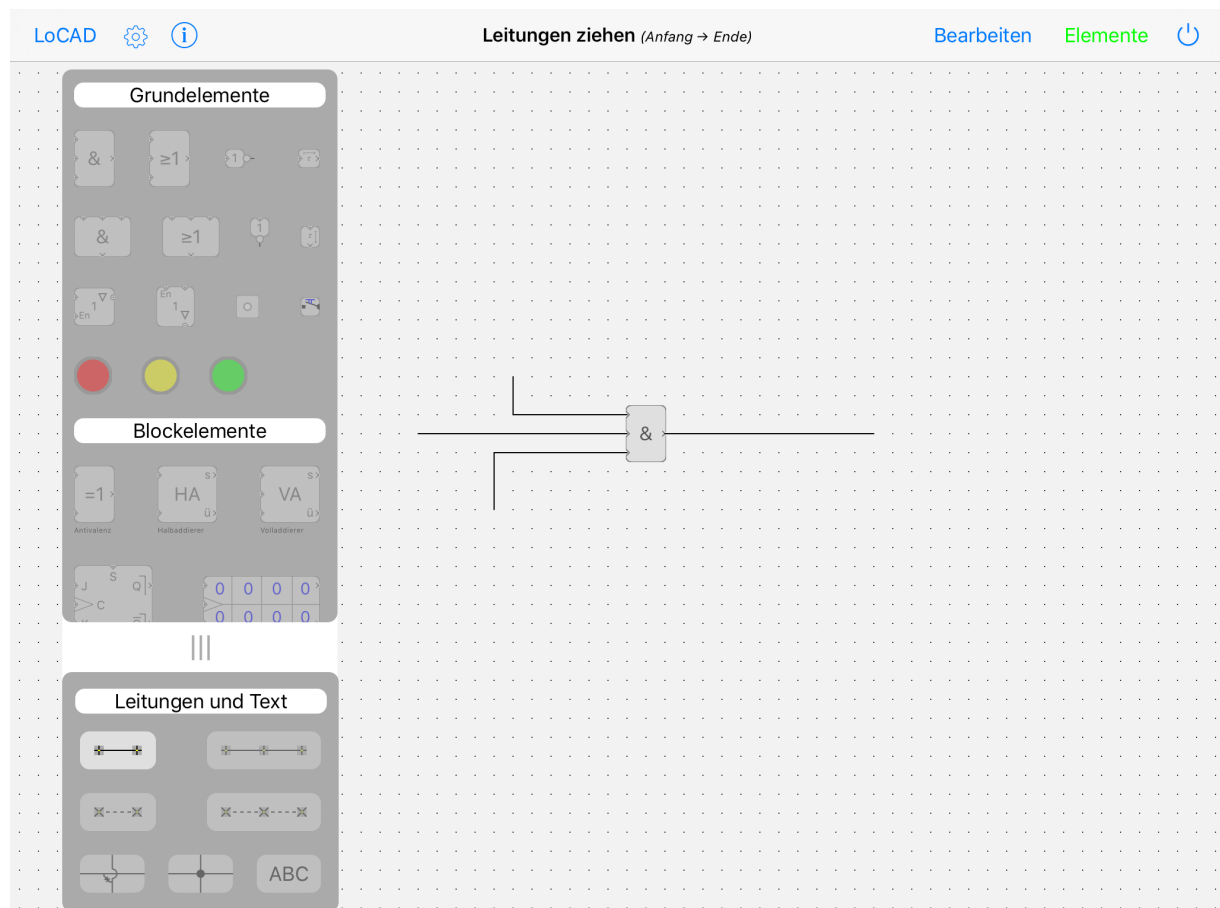 LoCAD
Leitungen ziehen (Anfang → Ende)
Bearbeiten
Elemente
Grundelemente
& ≥1 1
& ≥1 1
1 En
En 1
Blockelemente
=1 HA s ü VA s ü
Antivalenz Halbaddierer Volladdierer
S
J Q
C
0 0 0 0
0 0 0 0
&
Leitungen und Text
ABC